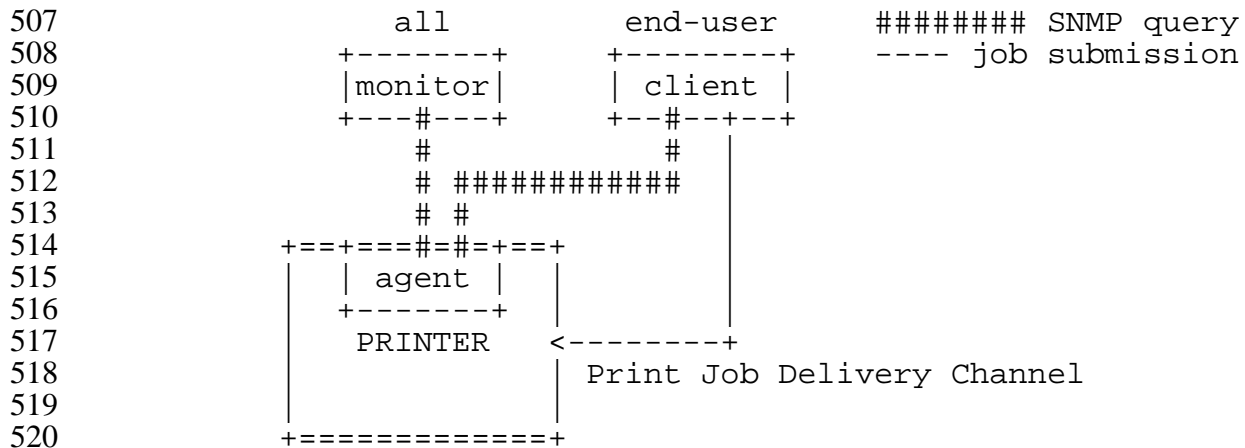 507                   all          end-user      ######## SNMP query
508                +-------+      +--------+     ---- job submission
509                |monitor|      | client |
510                +---#---+      +--#--+--+
511                    #             #  |
512                    # ############   |
513                    # #              |
514             +==+===#=#=+==+         |
515             |  | agent |  |         |
516             |  +-------+  |         |
517             |   PRINTER   <---------+
518             |             | Print Job Delivery Channel
519             |             |
520             +=============+